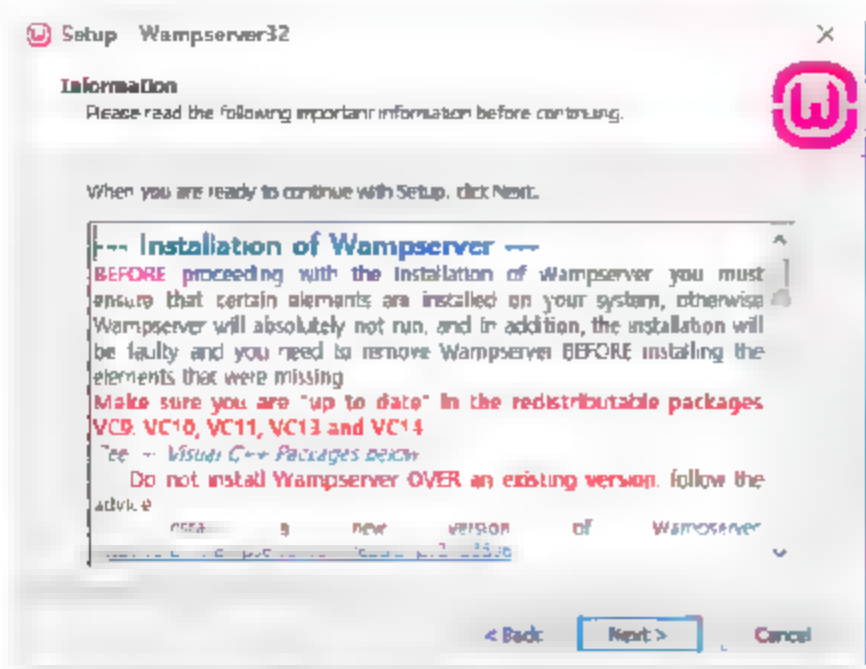 Setup Wampserver32
Information
Please read the following important information before continuing.
When you are ready to continue with Setup, click Next.
--- Installation of Wampserver ---
BEFORE proceeding with the installation of Wampserver you must
ensure that certain elements are installed on your system, otherwise
Wampserver will absolutely not run, and in addition, the installation will
be faulty and you need to remove Wampserver BEFORE installing the
elements that were missing
Make sure you are "up to date" in the redistributable packages
VC9, VC10, VC11, VC13 and VC14
See -- Visual C++ Packages below
Do not install Wampserver OVER an existing version, follow the
advice
a new version of Wampserver
< Back
Next >
Cancel